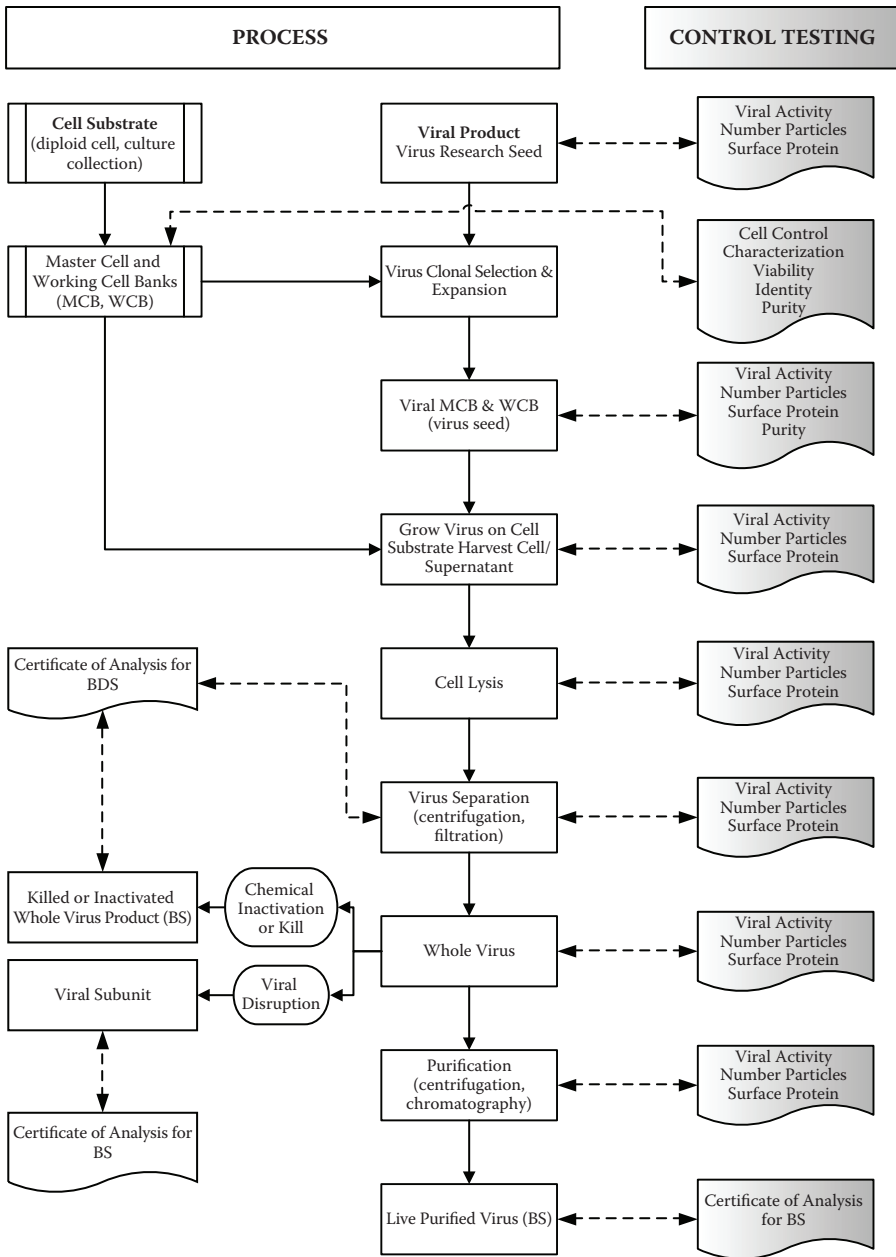 PROCESS
CONTROL TESTING
Cell Substrate
(diploid cell, culture
collection)
Viral Product
Virus Research Seed
Viral Activity
Number Particles
Surface Protein
Master Cell and
Working Cell Banks
(MCB, WCB)
Virus Clonal Selection &
Expansion
Cell Control
Characterization
Viability
Identity
Purity
Viral MCB & WCB
(virus seed)
Viral Activity
Number Particles
Surface Protein
Purity
Grow Virus on Cell
Substrate Harvest Cell/
Supernatant
Viral Activity
Number Particles
Surface Protein
Certificate of Analysis for
BDS
Cell Lysis
Viral Activity
Number Particles
Surface Protein
Virus Separation
(centrifugation,
filtration)
Viral Activity
Number Particles
Surface Protein
Killed or Inactivated
Whole Virus Product (BS)
Chemical
Inactivation
or Kill
Whole Virus
Viral Activity
Number Particles
Surface Protein
Viral Subunit
Viral
Disruption
Purification
(centrifugation,
chromatography)
Viral Activity
Number Particles
Surface Protein
Certificate of Analysis for
BS
Live Purified Virus (BS)
Certificate of Analysis
for BS